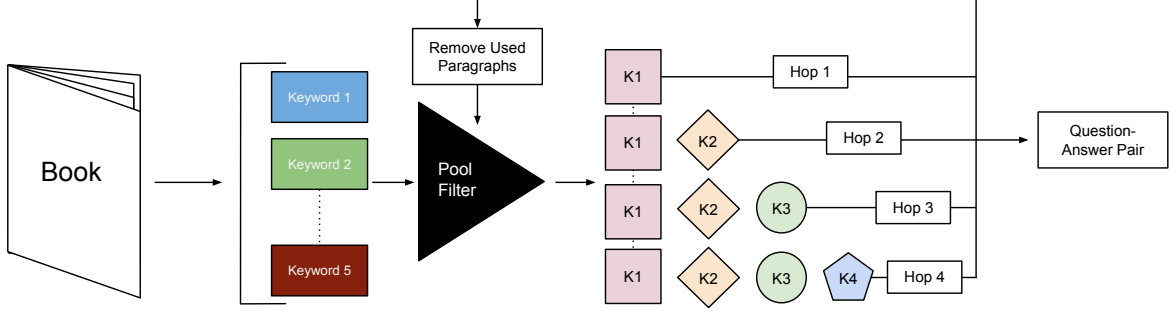 Book
Keyword 1
Keyword 2
Keyword 5
Remove Used
Paragraphs
Pool
Filter
K1
Hop 1
K1
K2
Hop 2
K1
K2
K3
Hop 3
K1
K2
K3
K4
Hop 4
Question-
Answer Pair